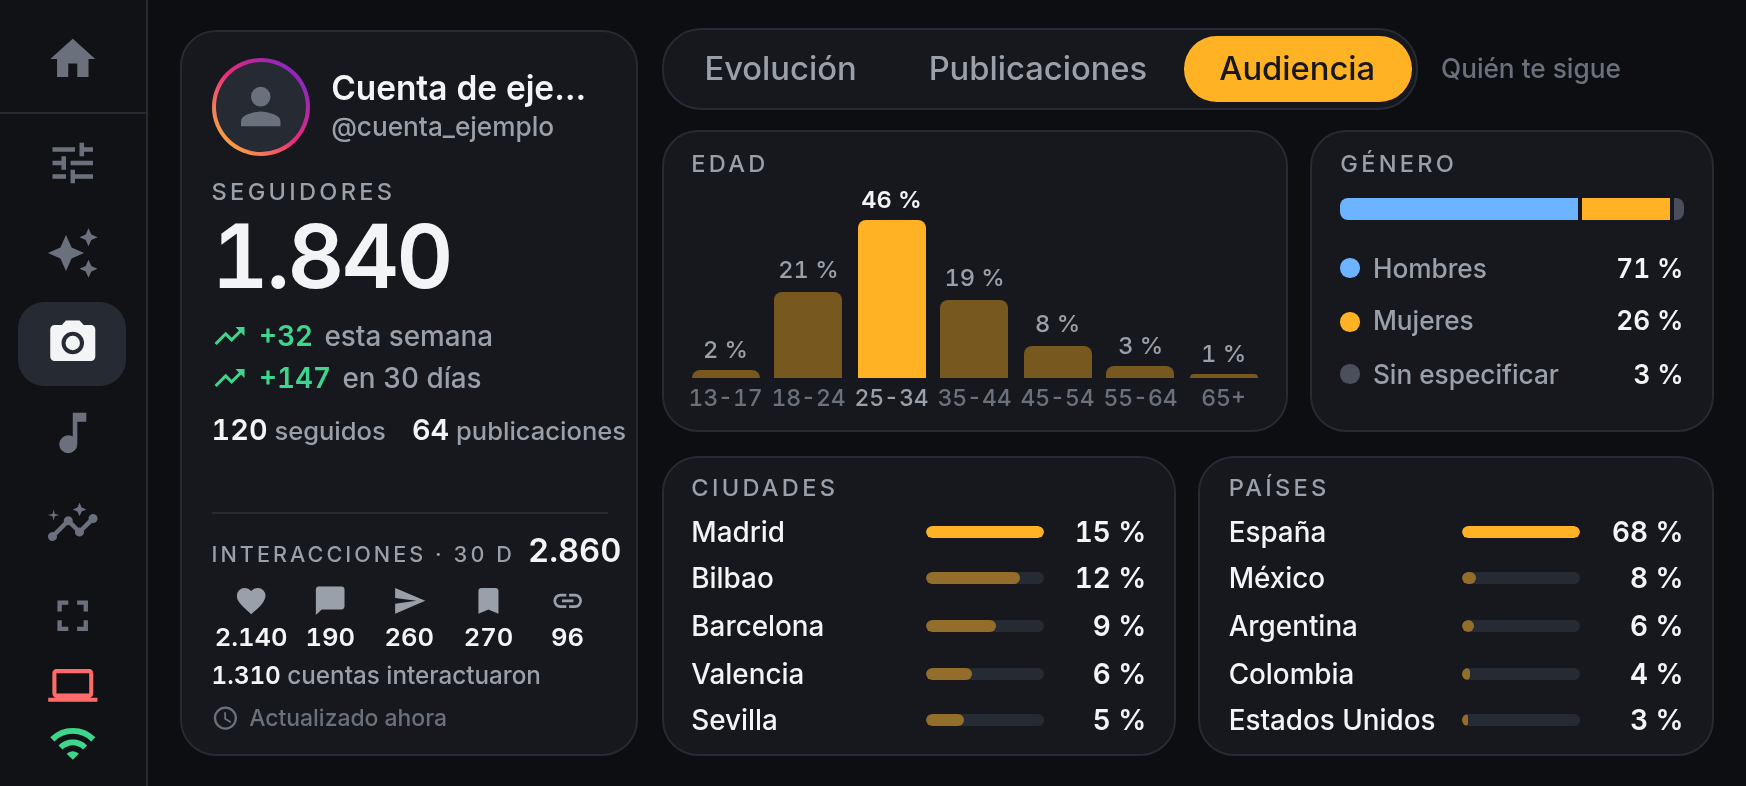 Cuenta de eje...
@cuenta_ejemplo
SEGUIDORES
1.840
+32 esta semana
+147 en 30 días
120 seguidos 64 publicaciones
INTERACCIONES · 30 D 2.860
2.140 190 260 270 96
1.310 cuentas interactuaron
Actualizado ahora
Evolución Publicaciones Audiencia Quién te sigue
EDAD
46 %
21 %
19 %
8 %
3 %
2 %
1 %
13-17 18-24 25-34 35-44 45-54 55-64 65+
GÉNERO
Hombres 71 %
Mujeres 26 %
Sin especificar 3 %
CIUDADES
Madrid 15 %
Bilbao 12 %
Barcelona 9 %
Valencia 6 %
Sevilla 5 %
PAÍSES
España 68 %
México 8 %
Argentina 6 %
Colombia 4 %
Estados Unidos 3 %